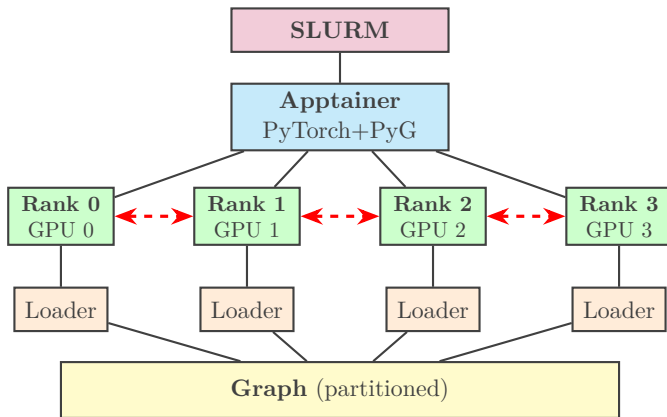 SLURM
Apptainer
PyTorch+PyG
Rank 0
GPU 0
Rank 1
GPU 1
Rank 2
GPU 2
Rank 3
GPU 3
Loader
Loader
Loader
Loader
Graph (partitioned)